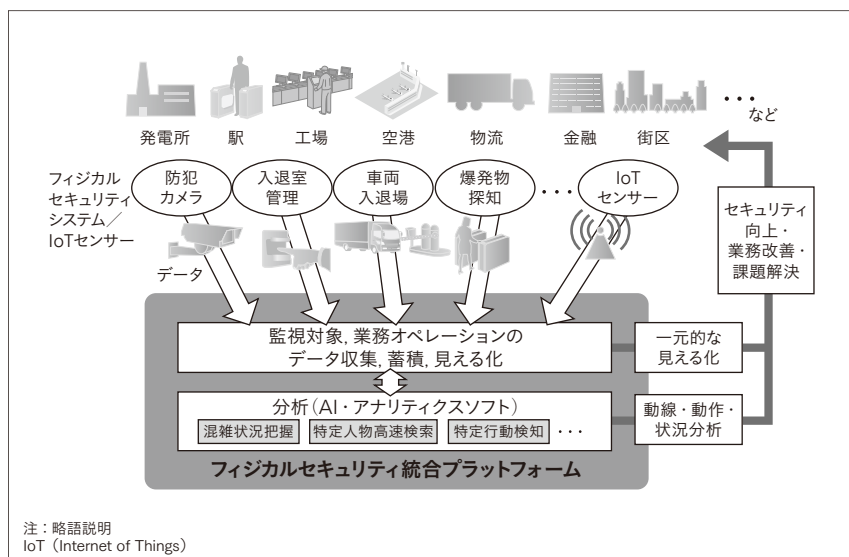 ・・・
など
発電所
駅
工場
空港
物流
金融
街区
フィジカル
セキュリティ
システム／
IoTセンサー
防犯
カメラ
入退室
管理
車両
入退場
爆発物
探知
・・・
IoT
センサー
データ
セキュリティ
向上・
業務改善・
課題解決
監視対象, 業務オペレーションの
データ収集, 蓄積, 見える化
一元的な
見える化
分析（AI・アナリティクスソフト）
混雑状況把握
特定人物高速検索
特定行動検知
・・・
動線・動作・
状況分析
フィジカルセキュリティ統合プラットフォーム
注：略語説明
IoT（Internet of Things）